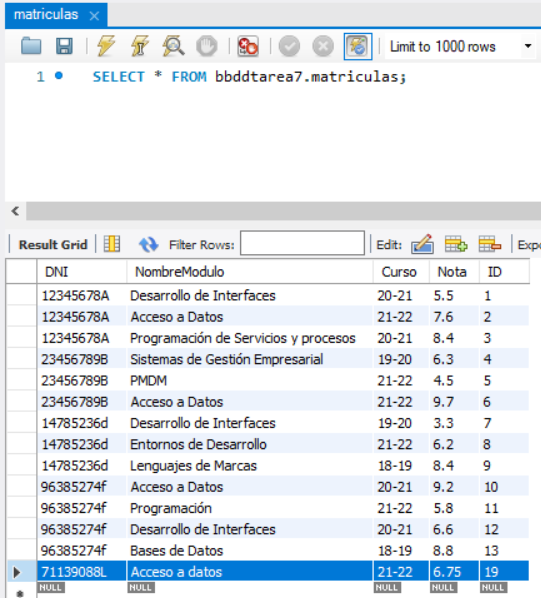 matriculas
Limit to 1000 rows
1 SELECT * FROM bbddtarea7.matriculas;
Result Grid Filter Rows: Edit: Expo
DNI NombreModulo Curso Nota ID
12345678A Desarrollo de Interfaces 20-21 5.5 1
12345678A Acceso a Datos 21-22 7.6 2
12345678A Programación de Servicios y procesos 20-21 8.4 3
23456789B Sistemas de Gestión Empresarial 19-20 6.3 4
23456789B PMDM 21-22 4.5 5
23456789B Acceso a Datos 21-22 9.7 6
14785236d Desarrollo de Interfaces 19-20 3.3 7
14785236d Entornos de Desarrollo 21-22 6.2 8
14785236d Lenguajes de Marcas 18-19 8.4 9
96385274f Acceso a Datos 20-21 9.2 10
96385274f Programación 21-22 5.8 11
96385274f Desarrollo de Interfaces 20-21 6.6 12
96385274f Bases de Datos 18-19 8.8 13
71139088L Acceso a datos 21-22 6.75 19
NULL NULL NULL NULL NULL